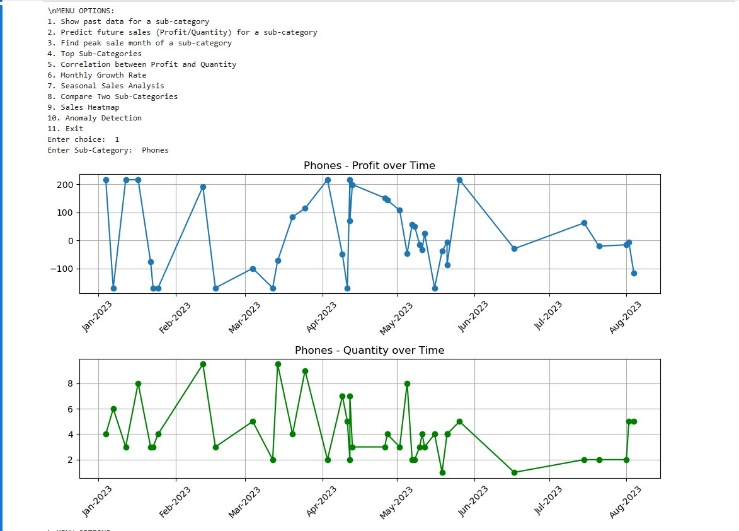 \nMENU OPTIONS:
1. Show past data for a sub-category
2. Predict future sales (Profit/Quantity) for a sub-category
3. Find peak sale month of a sub-category
4. Top Sub-Categories
5. Correlation between Profit and Quantity
6. Monthly Growth Rate
7. Seasonal Sales Analysis
8. Compare Two Sub-Categories
9. Sales Heatmap
10. Anomaly Detection
11. Exit
Enter choice: 1
Enter Sub-Category: Phones
Phones - Profit over Time
200
100
0
−100
Jan-2023 Feb-2023 Mar-2023 Apr-2023 May-2023 Jun-2023 Jul-2023 Aug-2023
Phones - Quantity over Time
8
6
4
2
Jan-2023 Feb-2023 Mar-2023 Apr-2023 May-2023 Jun-2023 Jul-2023 Aug-2023